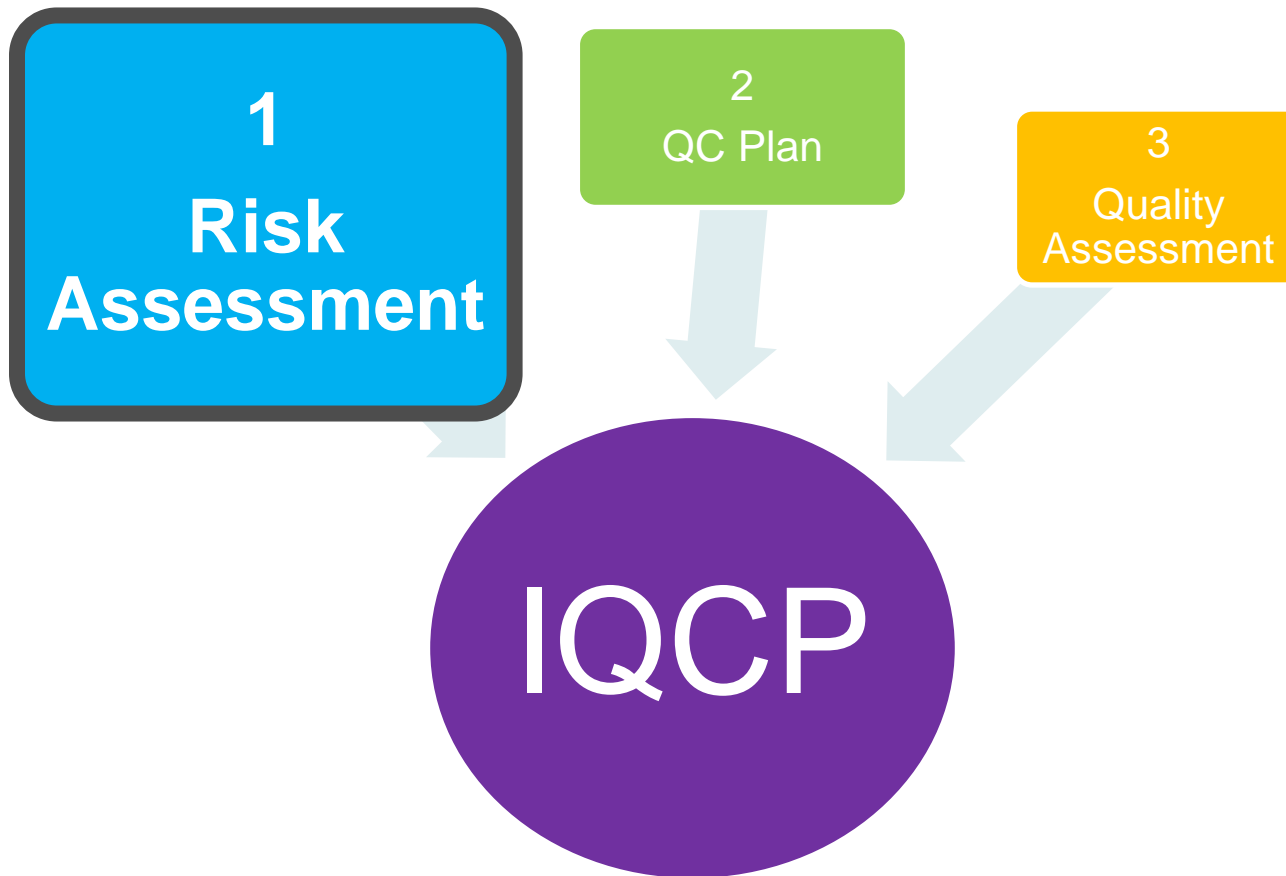 1
Risk
Assessment
2
QC Plan
3
Quality
Assessment
IQCP